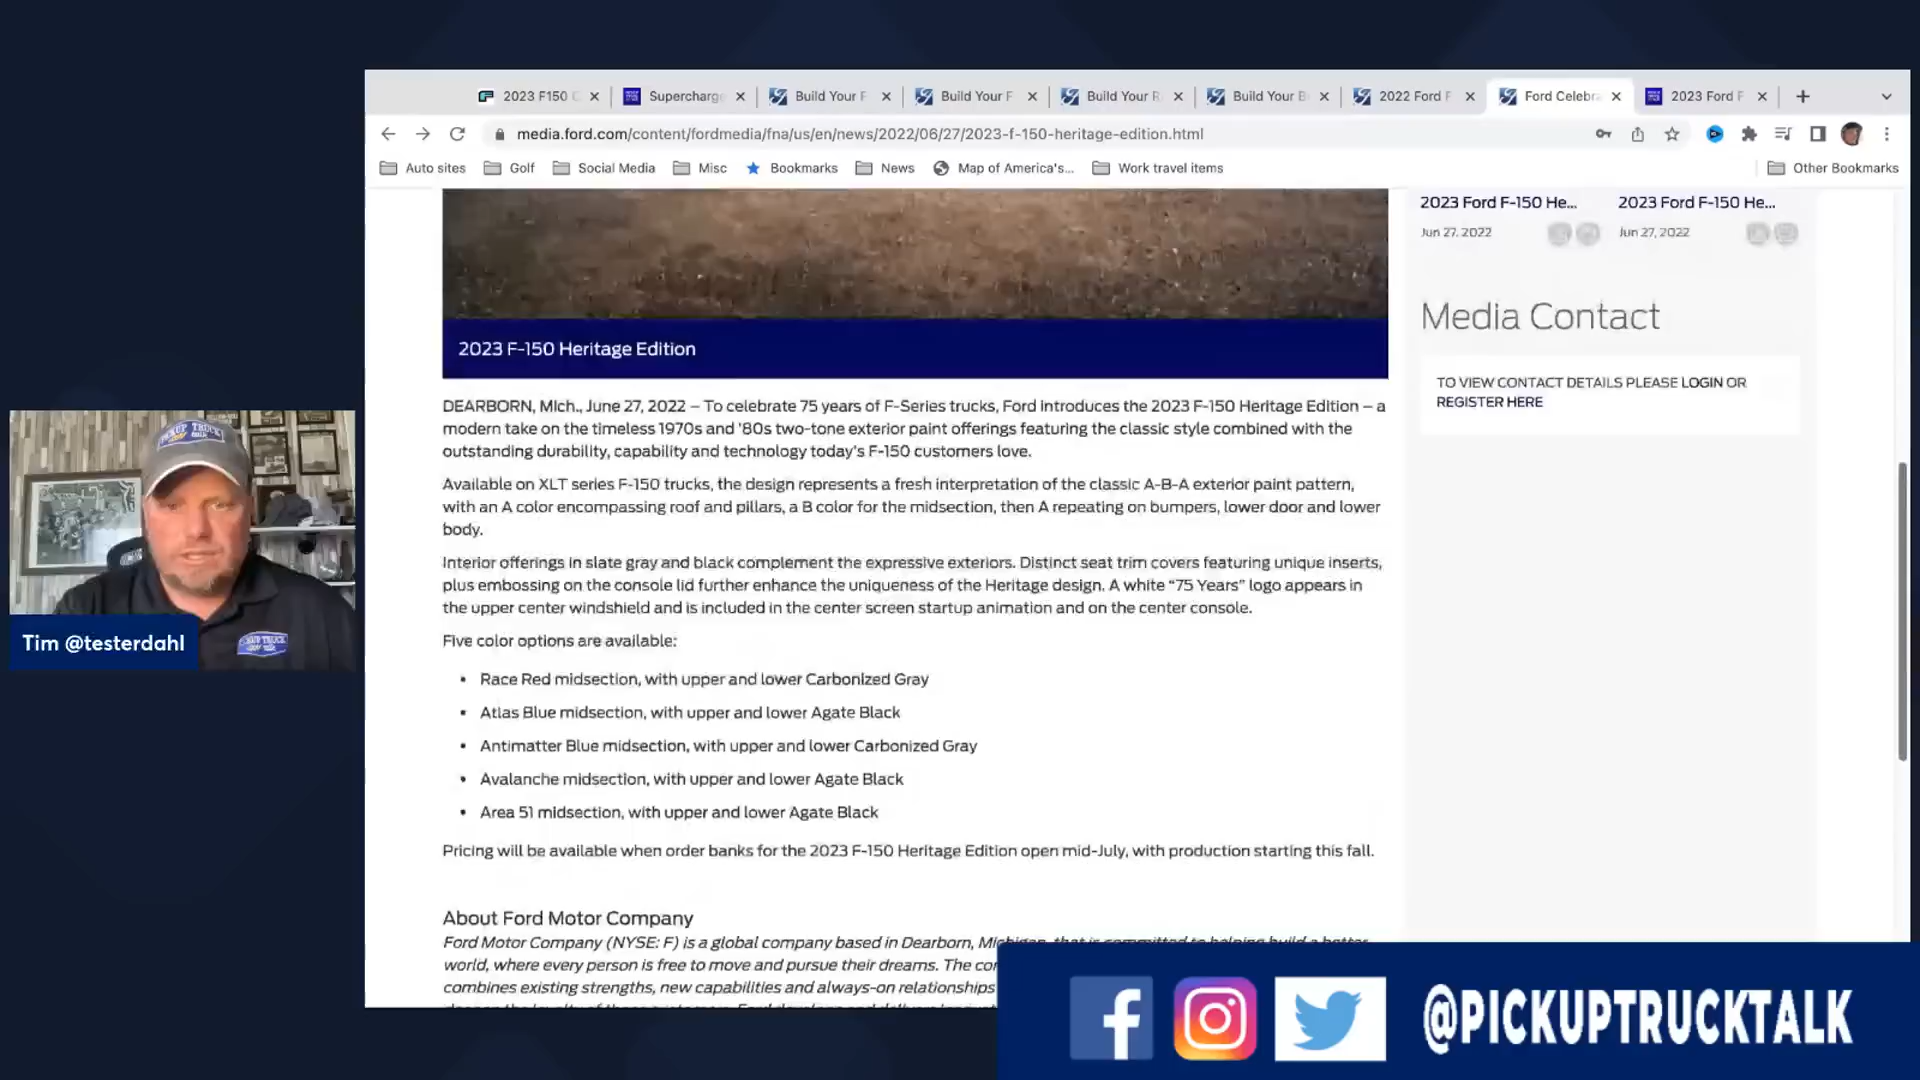 2023 F150
Supercharge
Build Your F
Build Your F
Build Your R
Build Your B
2022 Ford F
Ford Celebra
2023 Ford F
media.ford.com/content/fordmedia/fna/us/en/news/2022/06/27/2023-f-150-heritage-edition.html
Auto sites
Golf
Social Media
Misc
Bookmarks
News
Map of America's...
Work travel items
Other Bookmarks
2023 Ford F-150 He...
2023 Ford F-150 He...
Jun 27, 2022
Jun 27, 2022
Media Contact
TO VIEW CONTACT DETAILS PLEASE LOGIN OR
REGISTER HERE
2023 F-150 Heritage Edition
DEARBORN, Mich., June 27, 2022 – To celebrate 75 years of F-Series trucks, Ford introduces the 2023 F-150 Heritage Edition – a
modern take on the timeless 1970s and '80s two-tone exterior paint offerings featuring the classic style combined with the
outstanding durability, capability and technology today's F-150 customers love.
Available on XLT series F-150 trucks, the design represents a fresh interpretation of the classic A-B-A exterior paint pattern,
with an A color encompassing roof and pillars, a B color for the midsection, then A repeating on bumpers, lower door and lower
body.
Interior offerings in slate gray and black complement the expressive exteriors. Distinct seat trim covers featuring unique inserts,
plus embossing on the console lid further enhance the uniqueness of the Heritage design. A white “75 Years” logo appears in
the upper center windshield and is included in the center screen startup animation and on the center console.
Five color options are available:
• Race Red midsection, with upper and lower Carbonized Gray
• Atlas Blue midsection, with upper and lower Agate Black
• Antimatter Blue midsection, with upper and lower Carbonized Gray
• Avalanche midsection, with upper and lower Agate Black
• Area 51 midsection, with upper and lower Agate Black
Pricing will be available when order banks for the 2023 F-150 Heritage Edition open mid-July, with production starting this fall.
About Ford Motor Company
Ford Motor Company (NYSE: F) is a global company based in Dearborn, Michigan, that is committed to helping build a better
world, where every person is free to move and pursue their dreams. The
combines existing strengths, new capabilities and always-on relationships
PICKUP TRUCK
PICKUP TRUCK
Tim @testerdahl
@PICKUPTRUCKTALK